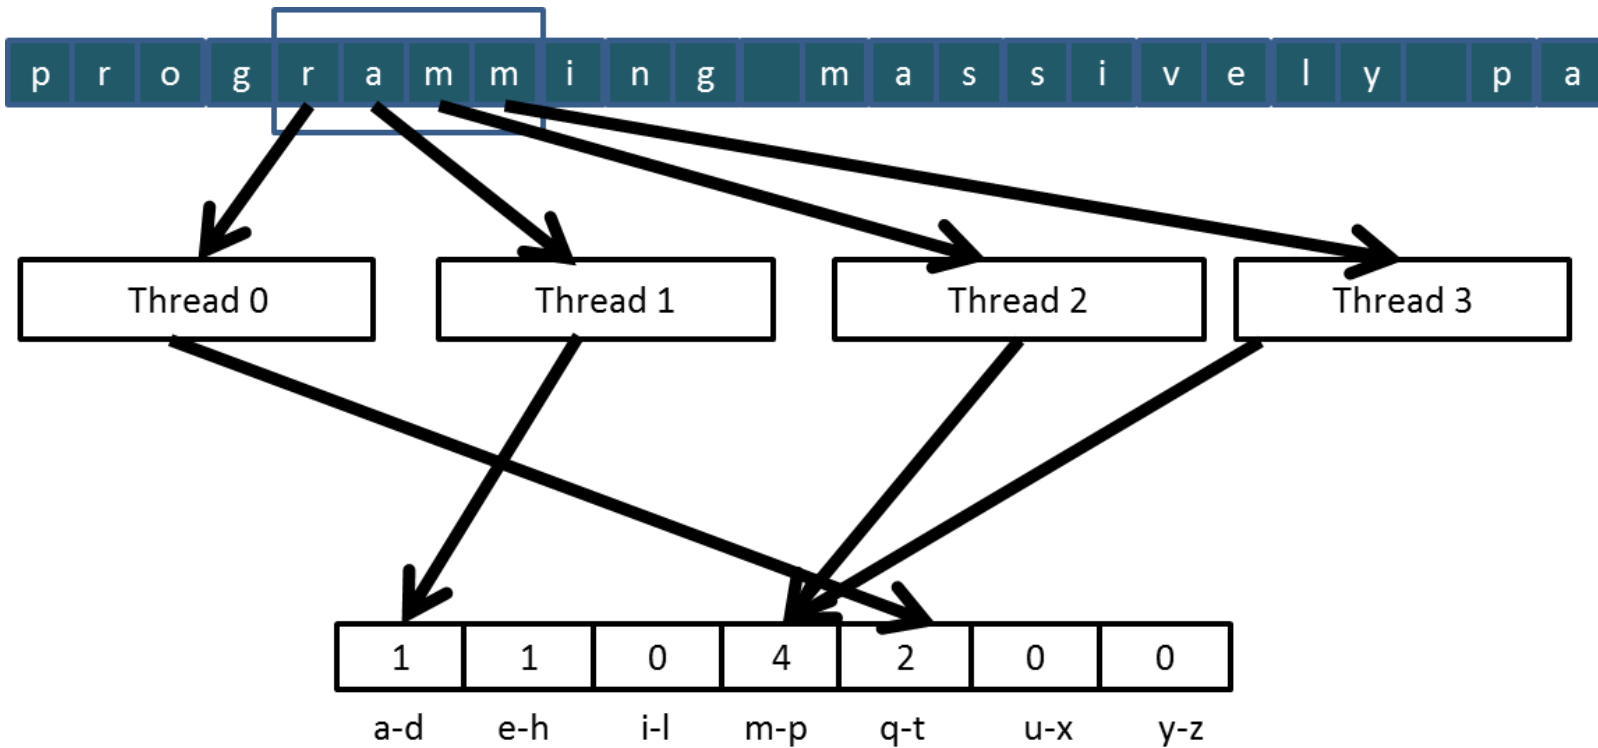 p r o g r a m m i n g m a s s i v e l y p a
Thread 0 Thread 1 Thread 2 Thread 3
1 1 0 4 2 0 0
a-d e-h i-l m-p q-t u-x y-z